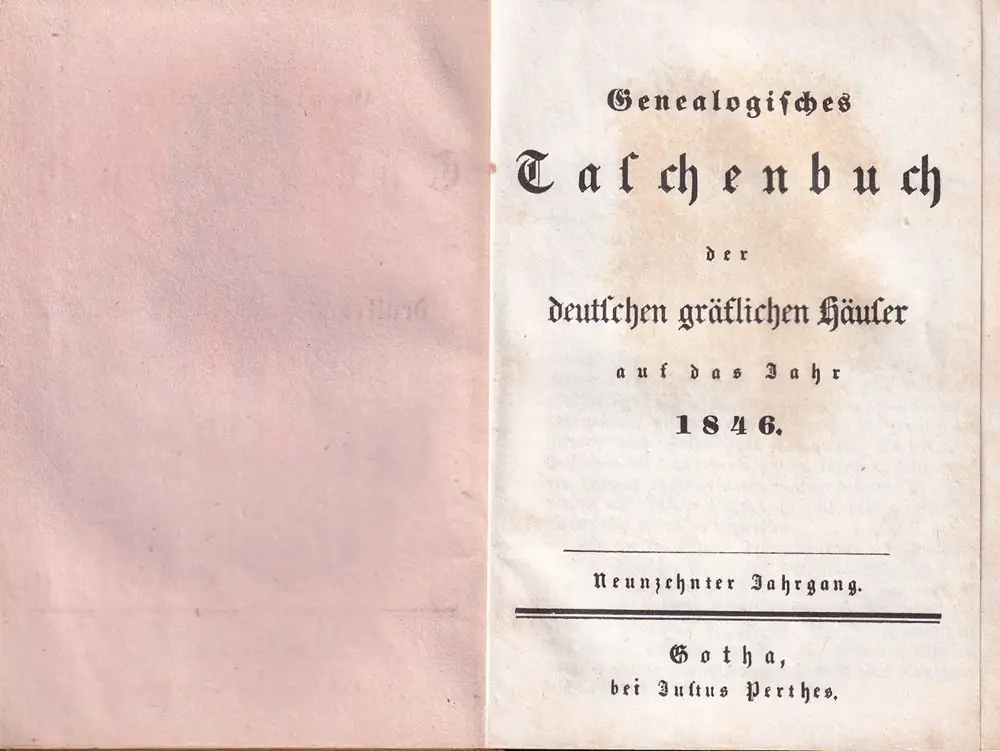 Genealogiſches
Taſchenbuch
der
deutſchen gräflichen Häuſer
auf das Jahr
1846.
Neunzehnter Jahrgang.
Gotha,
bei Juſtus Perthes.